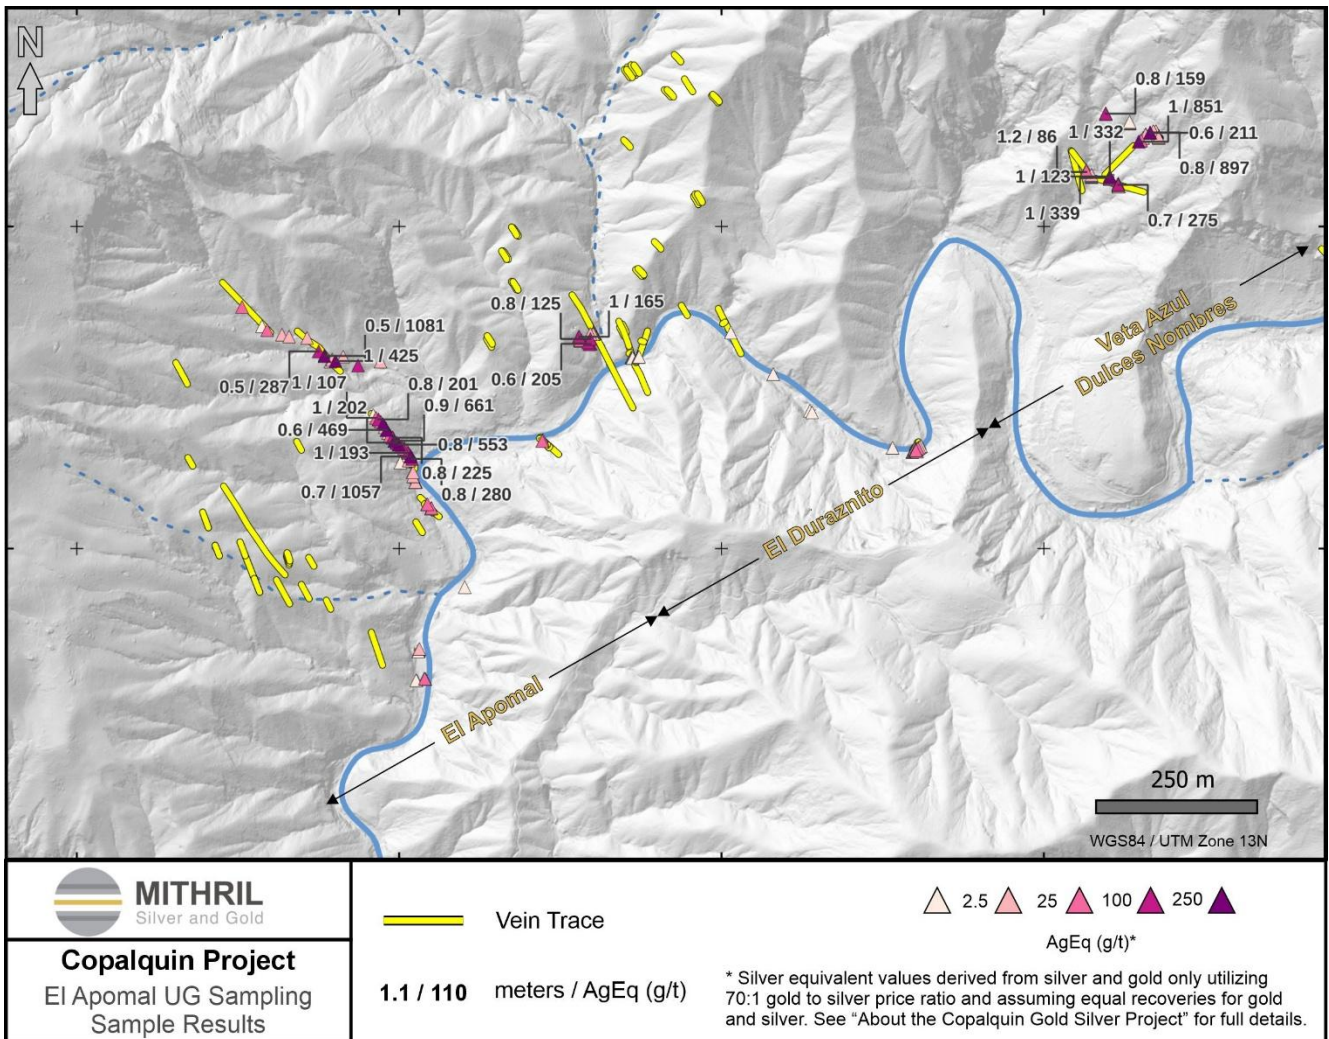 N
0.8 / 159
1 / 851
1.2 / 86
1 / 332
0.6 / 211
0.8 / 897
1 / 123
1 / 339
0.7 / 275
0.8 / 125
1 / 165
0.6 / 205
0.5 / 1081
1 / 425
0.5 / 287
1 / 107
0.8 / 201
1 / 202
0.9 / 661
0.6 / 469
0.8 / 553
1 / 193
0.8 / 225
0.7 / 1057
0.8 / 280
Veta Azul
Dulces Nombres
El Duraznito
El Apomal
250 m
WGS84 / UTM Zone 13N
MITHRIL
Silver and Gold
Copalquin Project
El Apomal UG Sampling
Sample Results
Vein Trace
1.1 / 110 meters / AgEq (g/t)
2.5 25 100 250
AgEq (g/t)*
* Silver equivalent values derived from silver and gold only utilizing
70:1 gold to silver price ratio and assuming equal recoveries for gold
and silver. See “About the Copalquin Gold Silver Project” for full details.